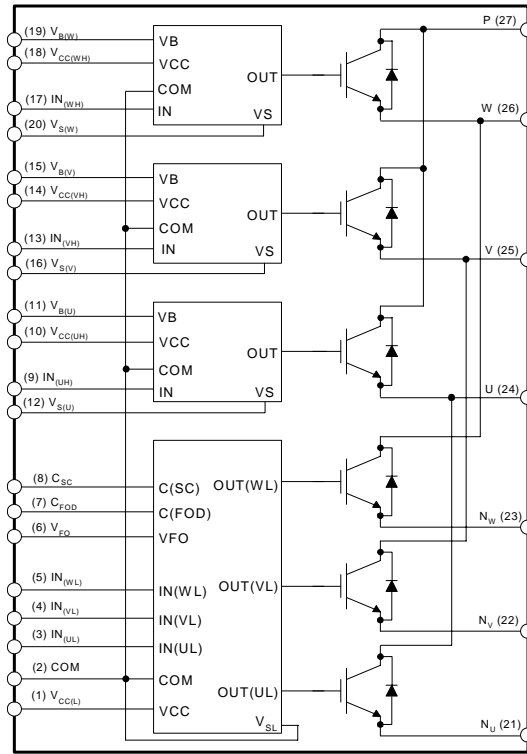 (19) VB(W)
VB
P (27)
(18) VCC(WH)
VCC
OUT
COM
(17) IN(WH)
IN
W (26)
(20) VS(W)
VS
(15) VB(V)
VB
(14) VCC(VH)
VCC
OUT
COM
(13) IN(VH)
IN
V (25)
(16) VS(V)
VS
(11) VB(U)
VB
(10) VCC(UH)
VCC
OUT
COM
(9) IN(UH)
IN
U (24)
(12) VS(U)
VS
(8) CSC
C(SC)
OUT(WL)
(7) CFOD
C(FOD)
(6) VFO
VFO
NW (23)
(5) IN(WL)
IN(WL)
OUT(VL)
(4) IN(VL)
IN(VL)
NV (22)
(3) IN(UL)
IN(UL)
(2) COM
COM
OUT(UL)
(1) VCC(L)
VCC
VSL
NU (21)